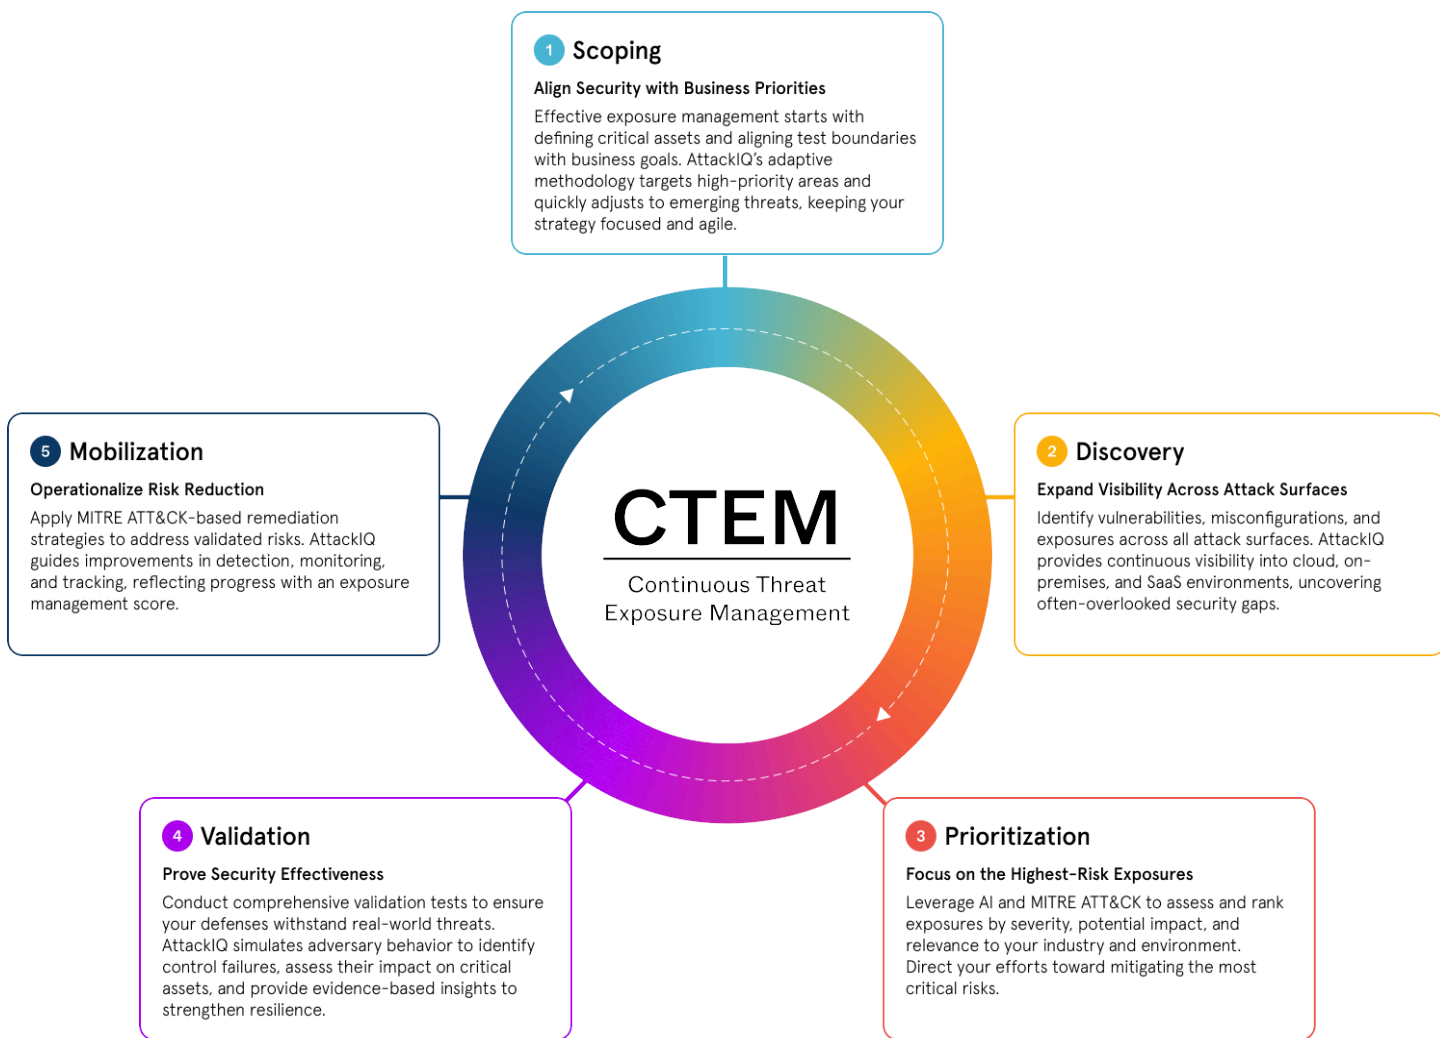 1 Scoping
Align Security with Business Priorities
Effective exposure management starts with
defining critical assets and aligning test boundaries
with business goals. AttackIQ's adaptive
methodology targets high-priority areas and
quickly adjusts to emerging threats, keeping your
strategy focused and agile.
2 Discovery
Expand Visibility Across Attack Surfaces
Identify vulnerabilities, misconfigurations, and
exposures across all attack surfaces. AttackIQ
provides continuous visibility into cloud, on-
premises, and SaaS environments, uncovering
often-overlooked security gaps.
3 Prioritization
Focus on the Highest-Risk Exposures
Leverage AI and MITRE ATT&CK to assess and rank
exposures by severity, potential impact, and
relevance to your industry and environment.
Direct your efforts toward mitigating the most
critical risks.
4 Validation
Prove Security Effectiveness
Conduct comprehensive validation tests to ensure
your defenses withstand real-world threats.
AttackIQ simulates adversary behavior to identify
control failures, assess their impact on critical
assets, and provide evidence-based insights to
strengthen resilience.
5 Mobilization
Operationalize Risk Reduction
Apply MITRE ATT&CK-based remediation
strategies to address validated risks. AttackIQ
guides improvements in detection, monitoring,
and tracking, reflecting progress with an exposure
management score.
CTEM
Continuous Threat
Exposure Management